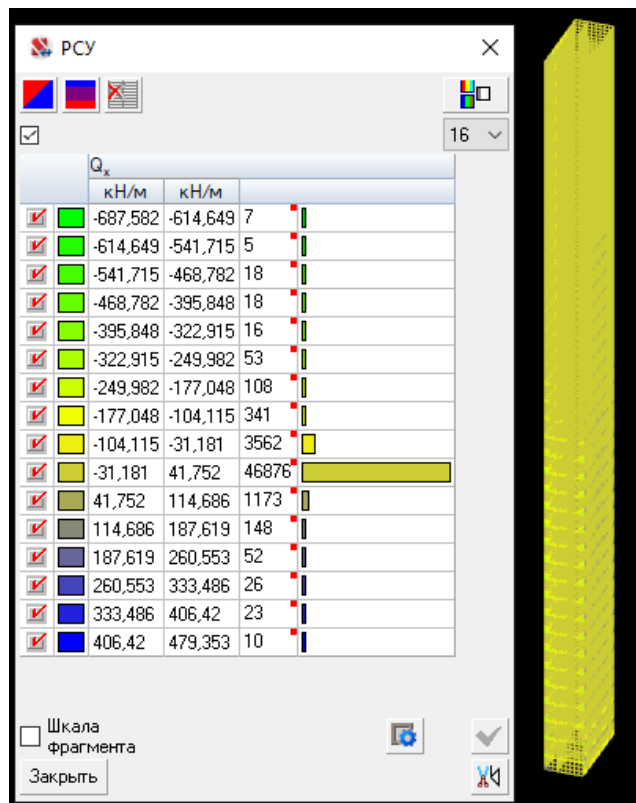 РСУ
16
Qx
кН/м кН/м
-687,582 -614,649 7
-614,649 -541,715 5
-541,715 -468,782 18
-468,782 -395,848 18
-395,848 -322,915 16
-322,915 -249,982 53
-249,982 -177,048 108
-177,048 -104,115 341
-104,115 -31,181 3562
-31,181 41,752 46876
41,752 114,686 1173
114,686 187,619 148
187,619 260,553 52
260,553 333,486 26
333,486 406,42 23
406,42 479,353 10
Шкала
фрагмента
Закрыть